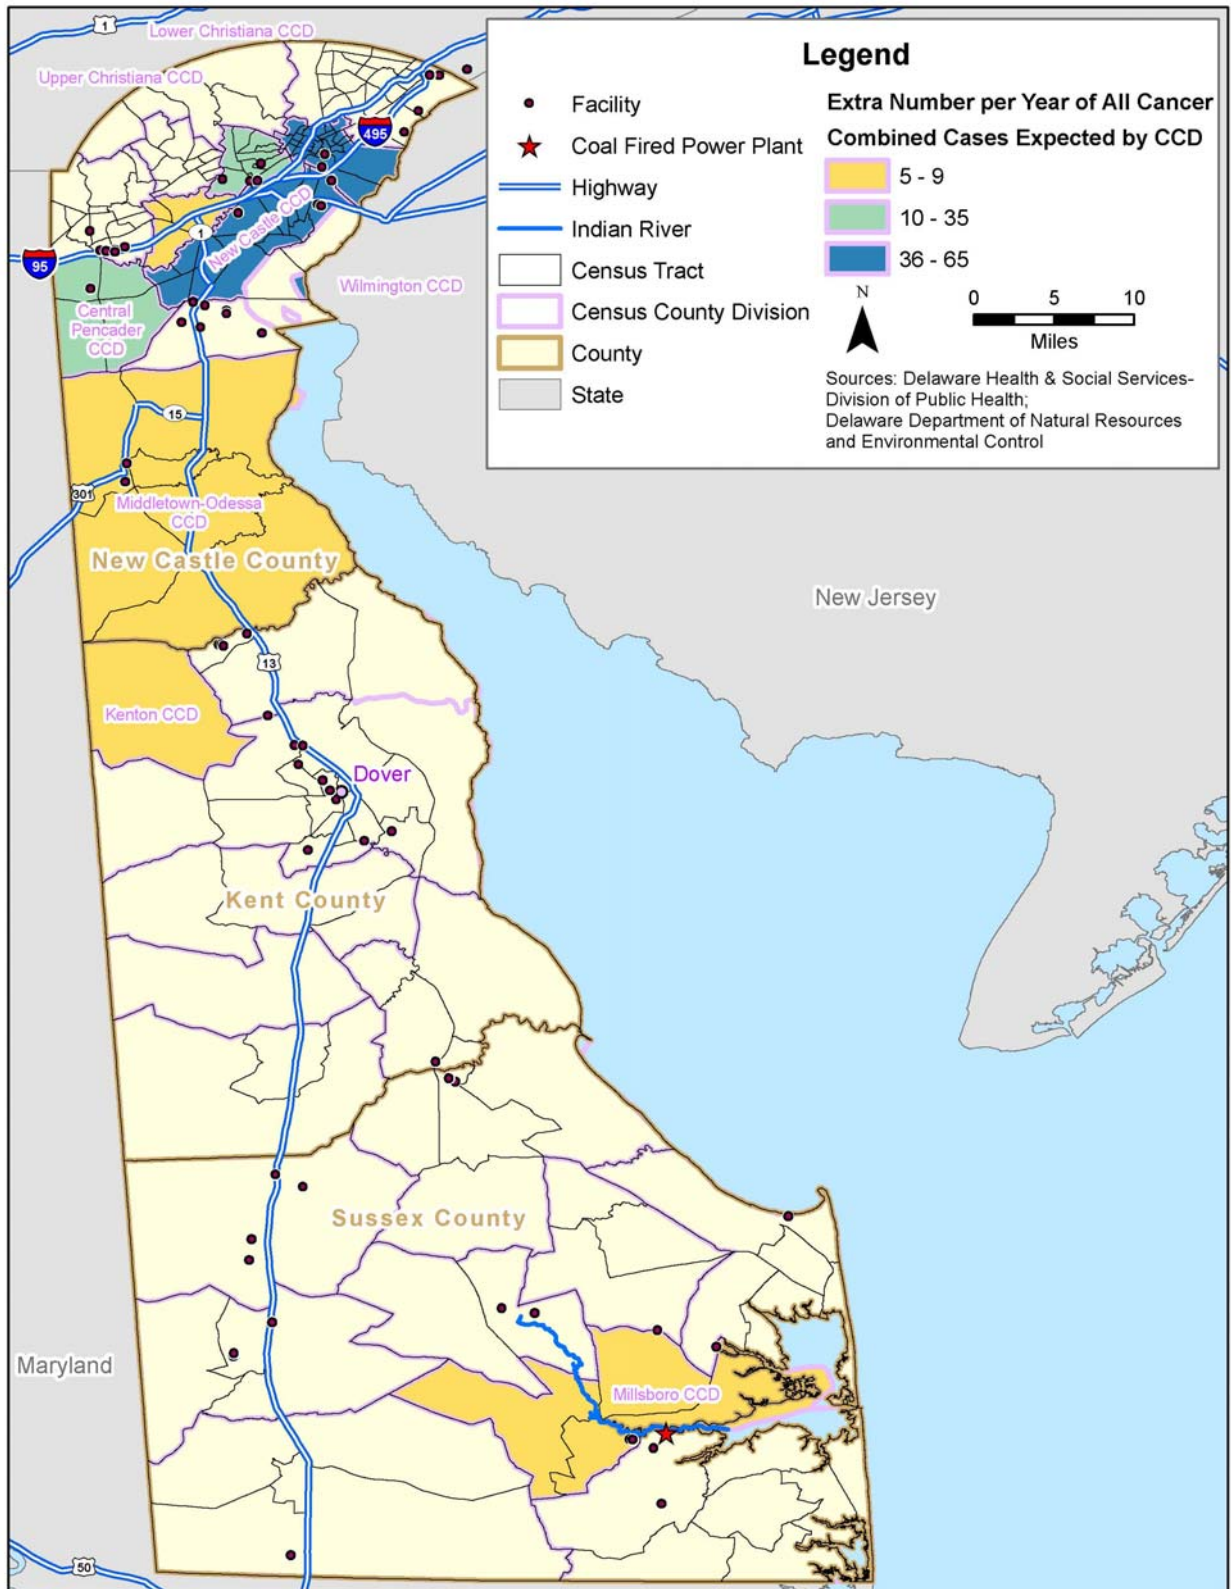 1
Lower Christiana CCD
Upper Christiana CCD
495
New Castle CCD
1
95
Wilmington CCD
Central
Pencader
CCD
15
301
Middletown-Odessa
CCD
New Castle County
New Jersey
13
Kenton CCD
Dover
Kent County
Sussex County
Maryland
Millsboro CCD
50
Legend
Facility
Coal Fired Power Plant
Highway
Indian River
Census Tract
Census County Division
County
State
Extra Number per Year of All Cancer
Combined Cases Expected by CCD
5 - 9
10 - 35
36 - 65
N
0 5 10
Miles
Sources: Delaware Health & Social Services-
Division of Public Health;
Delaware Department of Natural Resources
and Environmental Control